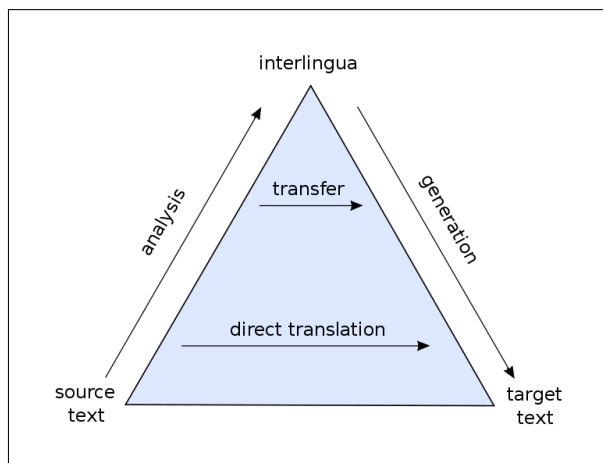 interlingua
transfer
analysis
generation
direct translation
source
text
target
text